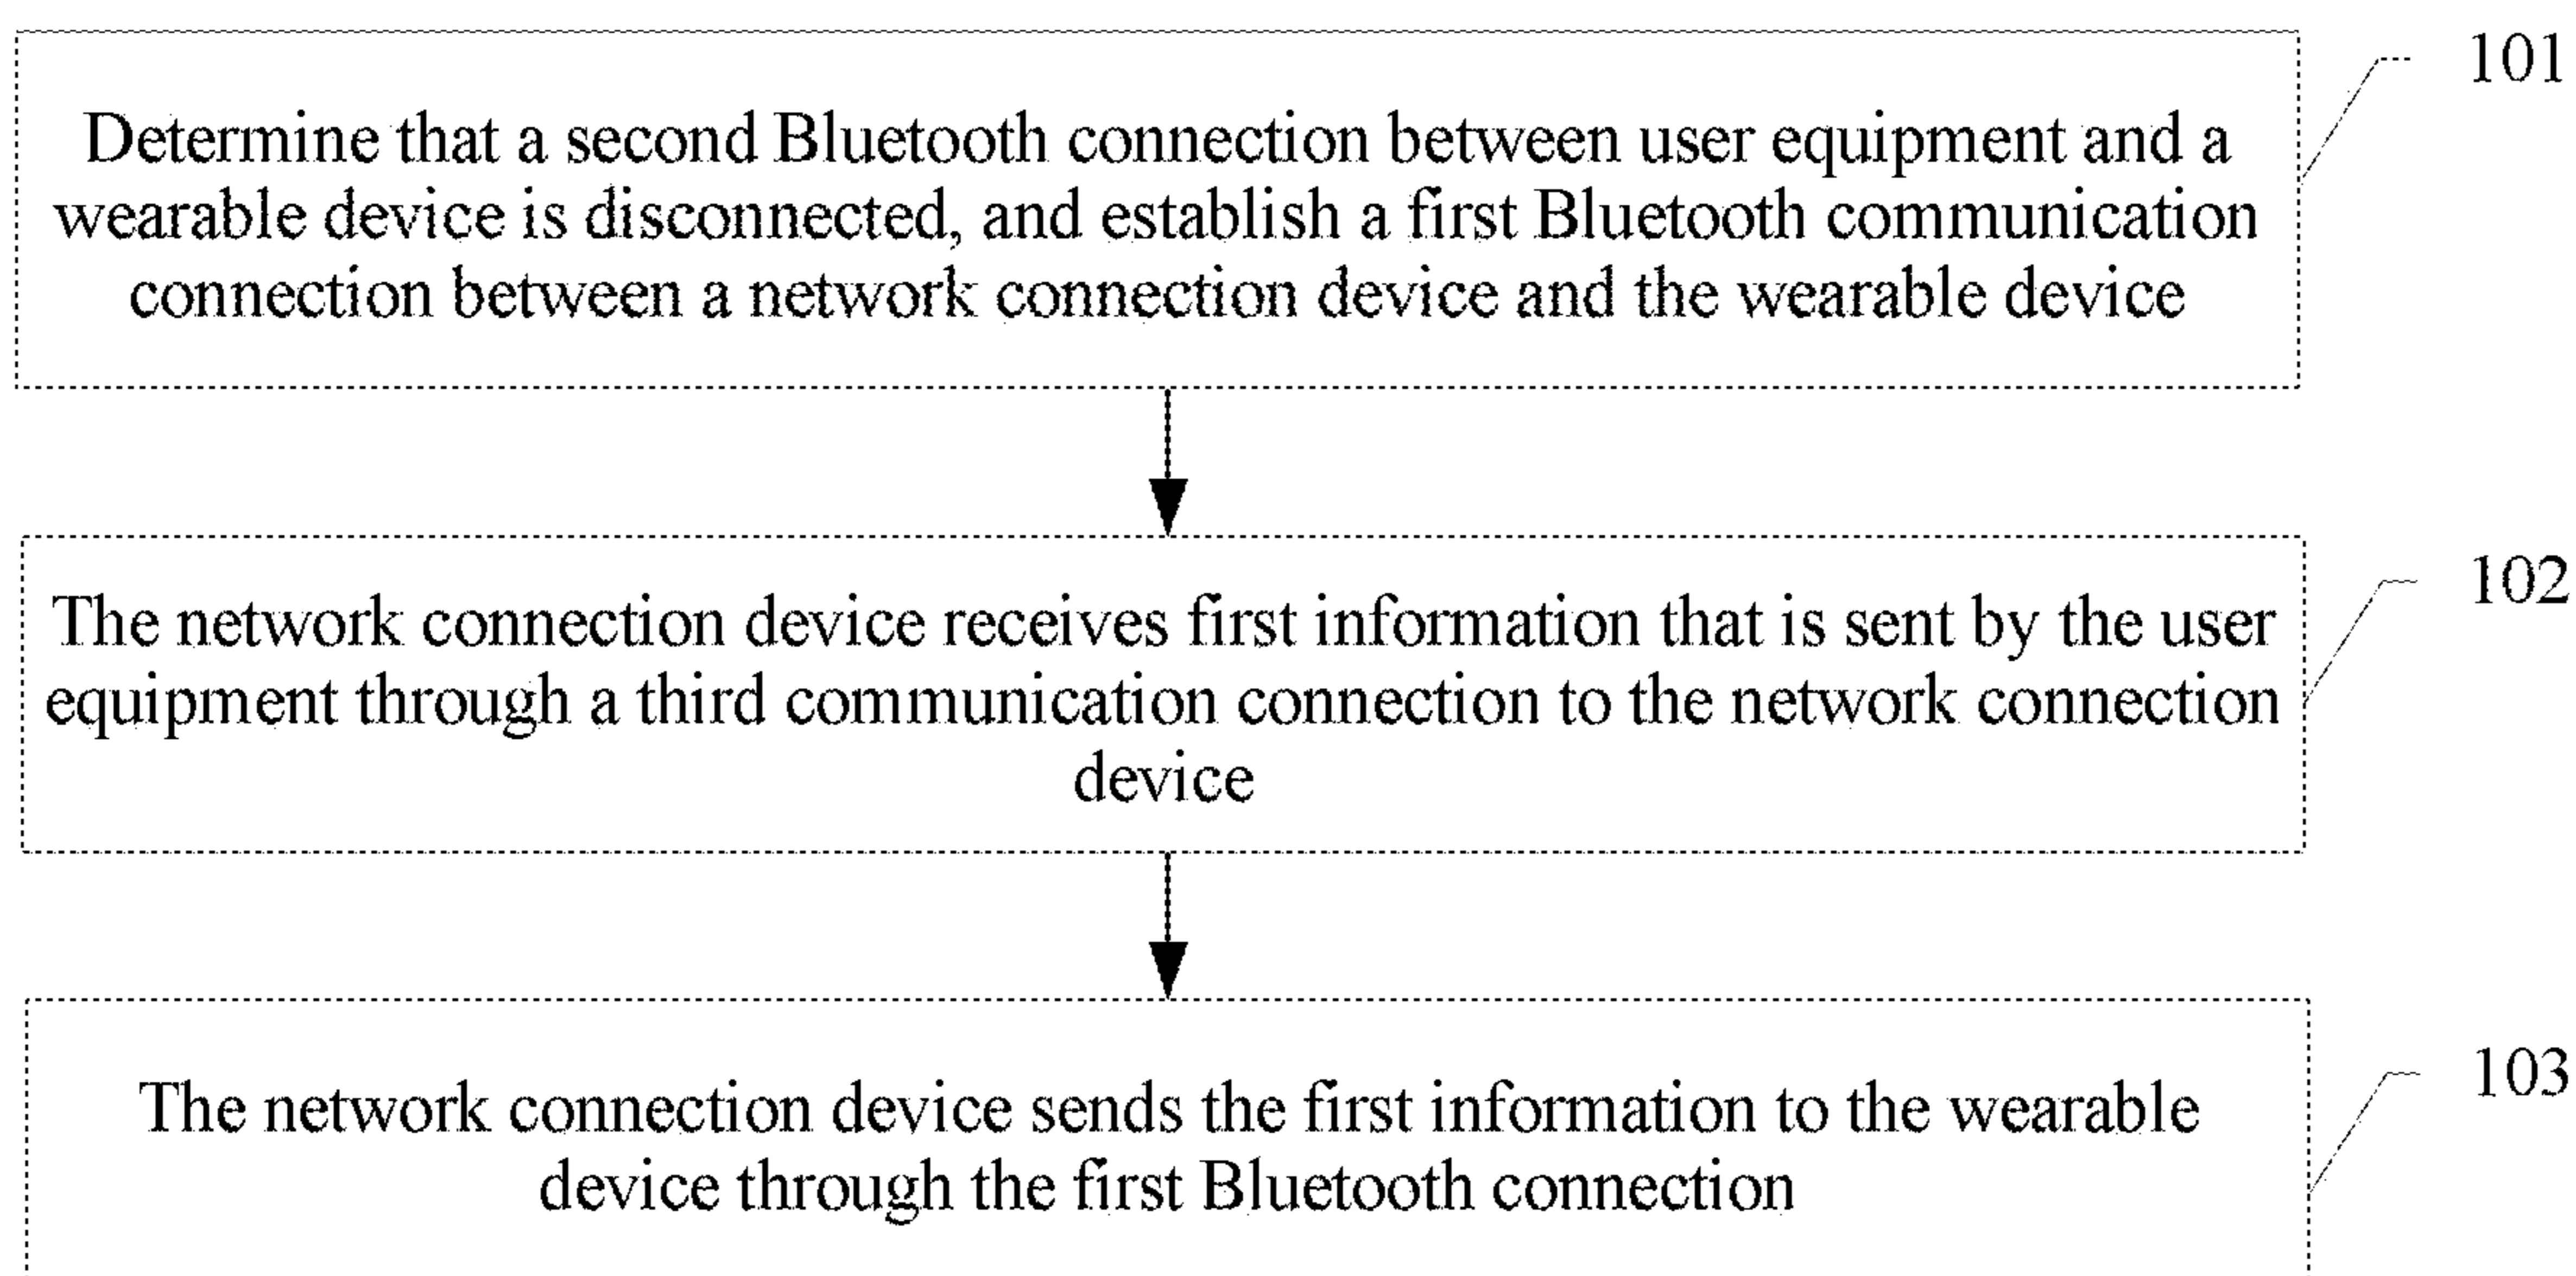 101
Determine that a second Bluetooth connection between user equipment and a
wearable device is disconnected, and establish a first Bluetooth communication
connection between a network connection device and the wearable device
102
The network connection device receives first information that is sent by the user
equipment through a third communication connection to the network connection
device
103
The network connection device sends the first information to the wearable
device through the first Bluetooth connection